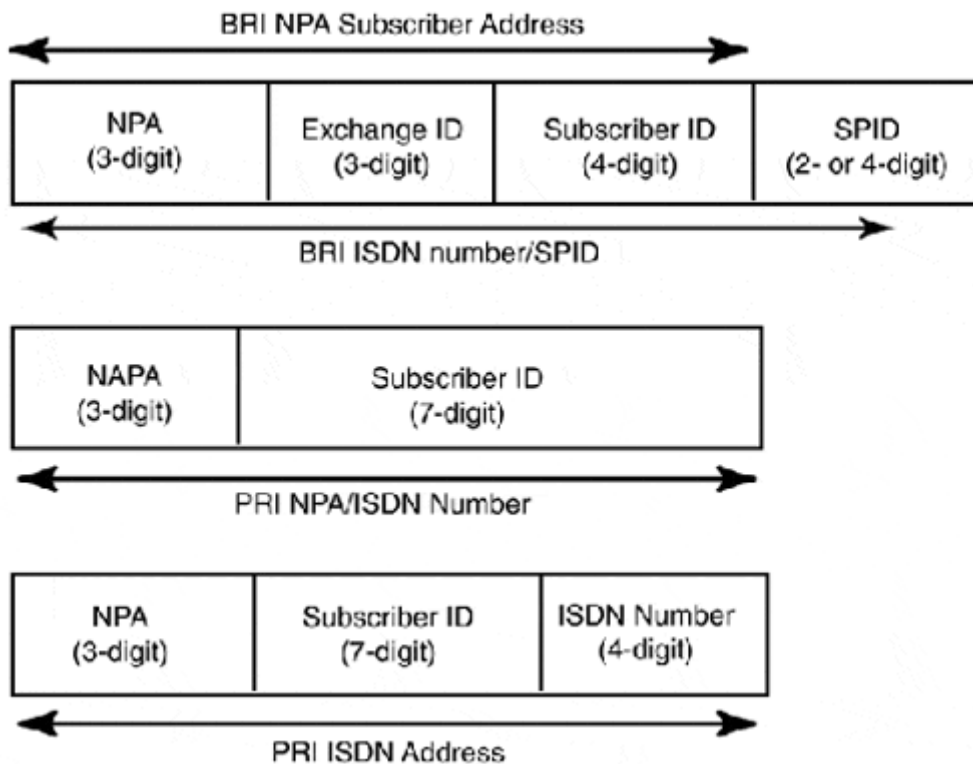 BRI NPA Subscriber Address
NPA
(3-digit)
Exchange ID
(3-digit)
Subscriber ID
(4-digit)
SPID
(2- or 4-digit)
BRI ISDN number/SPID
NAPA
(3-digit)
Subscriber ID
(7-digit)
PRI NPA/ISDN Number
NPA
(3-digit)
Subscriber ID
(7-digit)
ISDN Number
(4-digit)
PRI ISDN Address